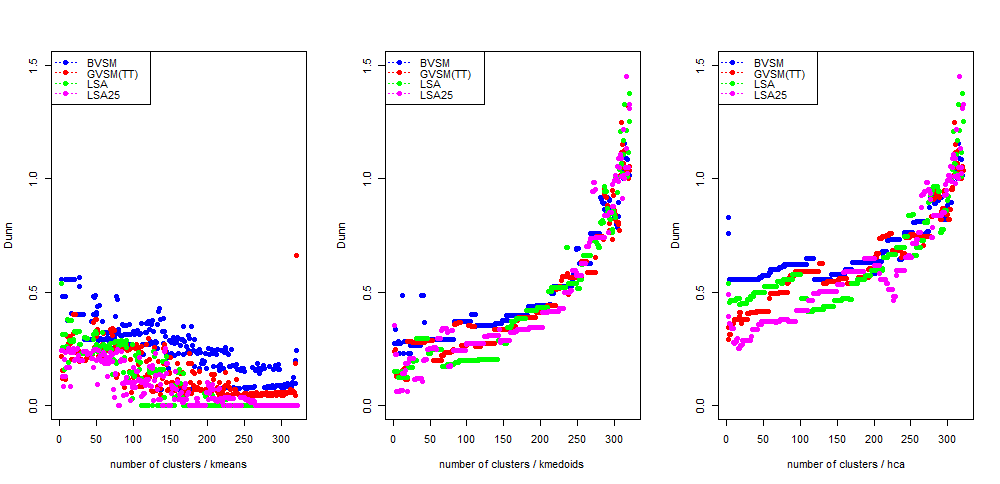 1.5
1.0
0.5
0.0
Dunn
BVSM
GVSM(TT)
LSA
LSA25
0 50 100 150 200 250 300
number of clusters / kmeans
1.5
1.0
0.5
0.0
Dunn
BVSM
GVSM(TT)
LSA
LSA25
0 50 100 150 200 250 300
number of clusters / kmedoids
1.5
1.0
0.5
0.0
Dunn
BVSM
GVSM(TT)
LSA
LSA25
0 50 100 150 200 250 300
number of clusters / hca